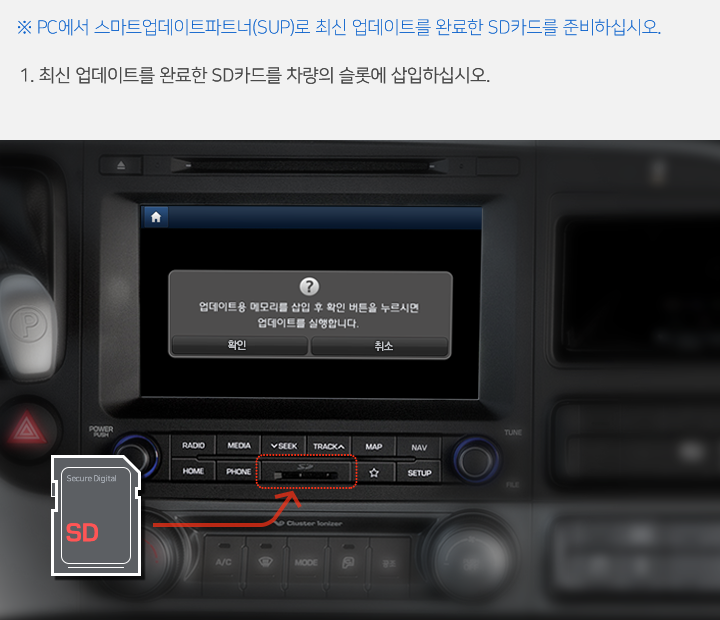 ※ PC에서 스마트업데이트파트너(SUP)로 최신 업데이트를 완료한 SD카드를 준비하십시오.
1. 최신 업데이트를 완료한 SD카드를 차량의 슬롯에 삽입하십시오.
?
업데이트용 메모리를 삽입 후 확인 버튼을 누르시면
업데이트를 실행합니다.
확인 취소
P
POWER
PUSH
TUNE
RADIO MEDIA SEEK TRACK MAP NAV
HOME PHONE SD SETUP
FILE
Secure Digital
SD
Cluster Ionizer
A/C MODE